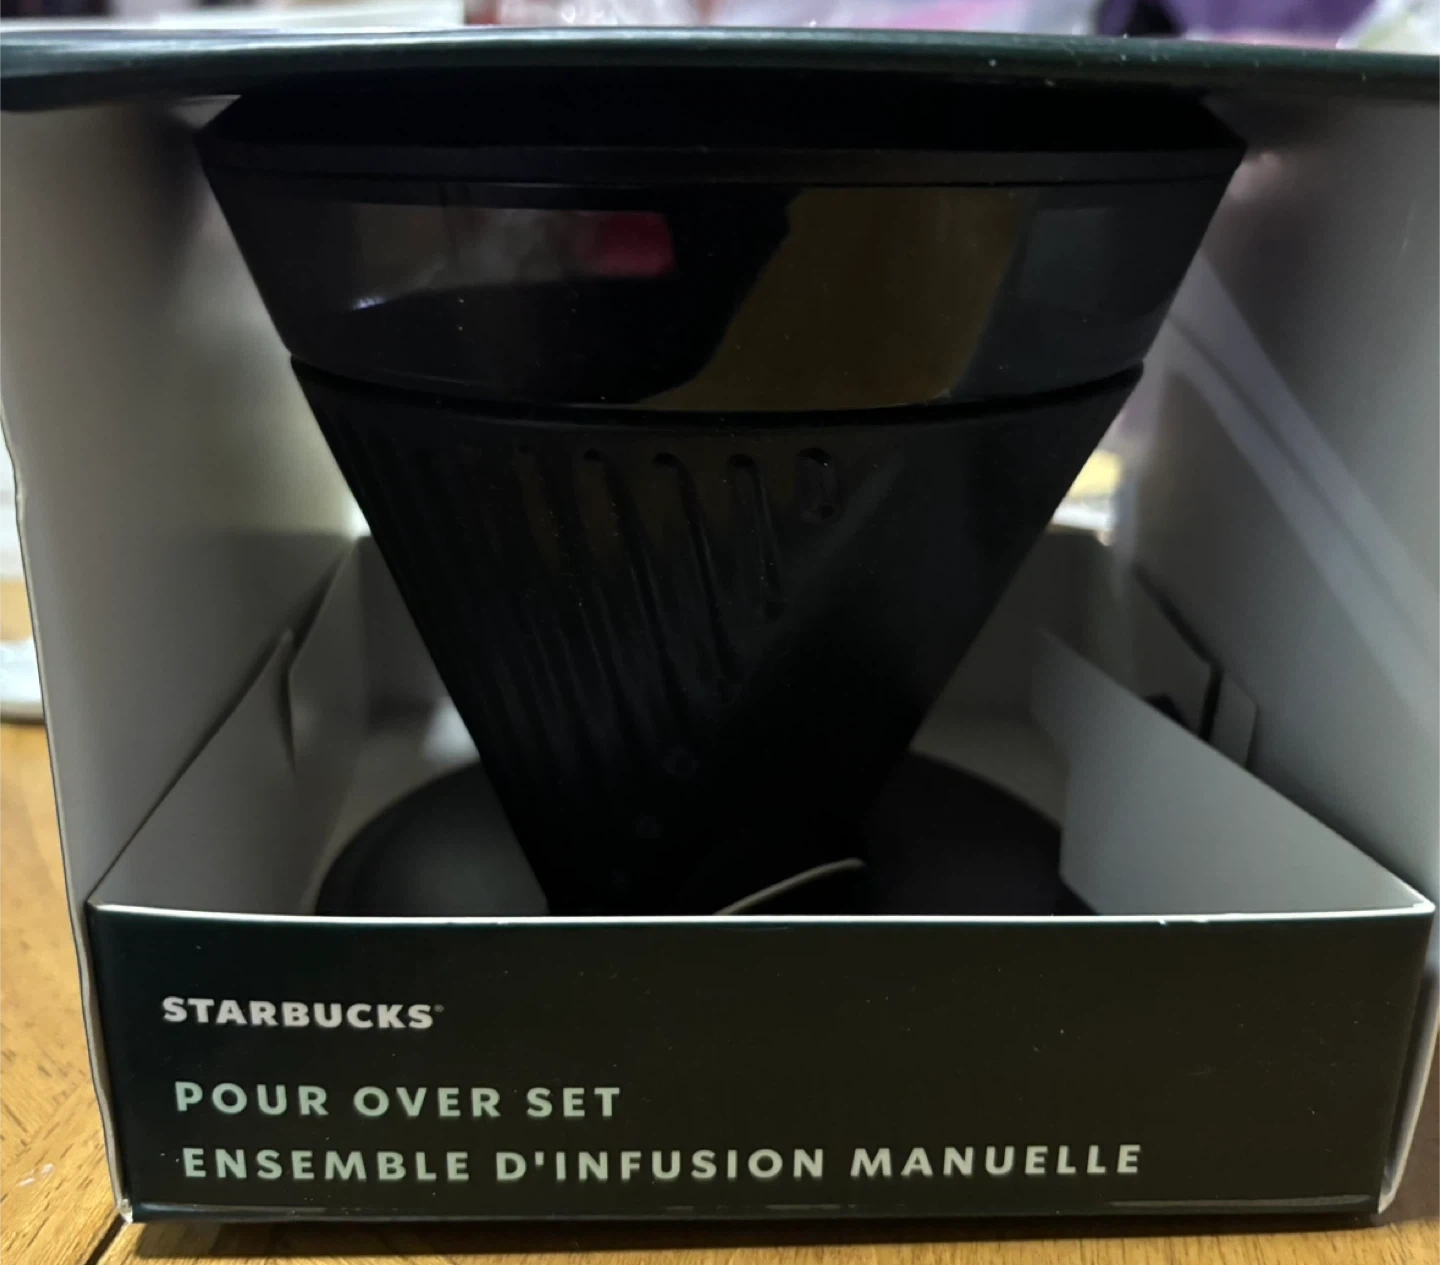 STARBUCKS®
POUR OVER SET
ENSEMBLE D'INFUSION MANUELLE